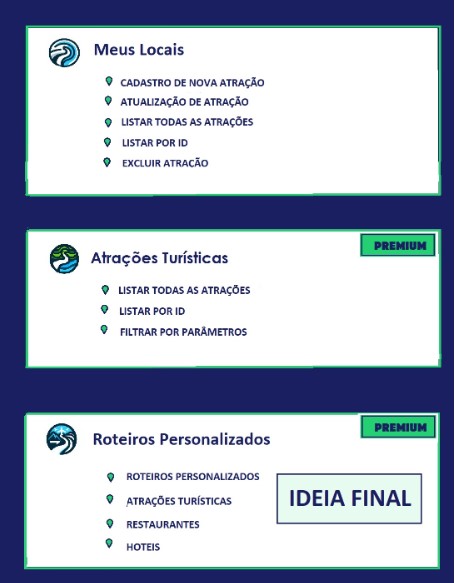 Meus Locais
CADASTRO DE NOVA ATRAÇÃO
ATUALIZAÇÃO DE ATRAÇÃO
LISTAR TODAS AS ATRAÇÕES
LISTAR POR ID
EXCLUIR ATRACÃO
PREMIUM
Atrações Turísticas
LISTAR TODAS AS ATRAÇÕES
LISTAR POR ID
FILTRAR POR PARÂMETROS
PREMIUM
Roteiros Personalizados
ROTEIROS PERSONALIZADOS
ATRAÇÕES TURÍSTICAS
RESTAURANTES
HOTEIS
IDEIA FINAL